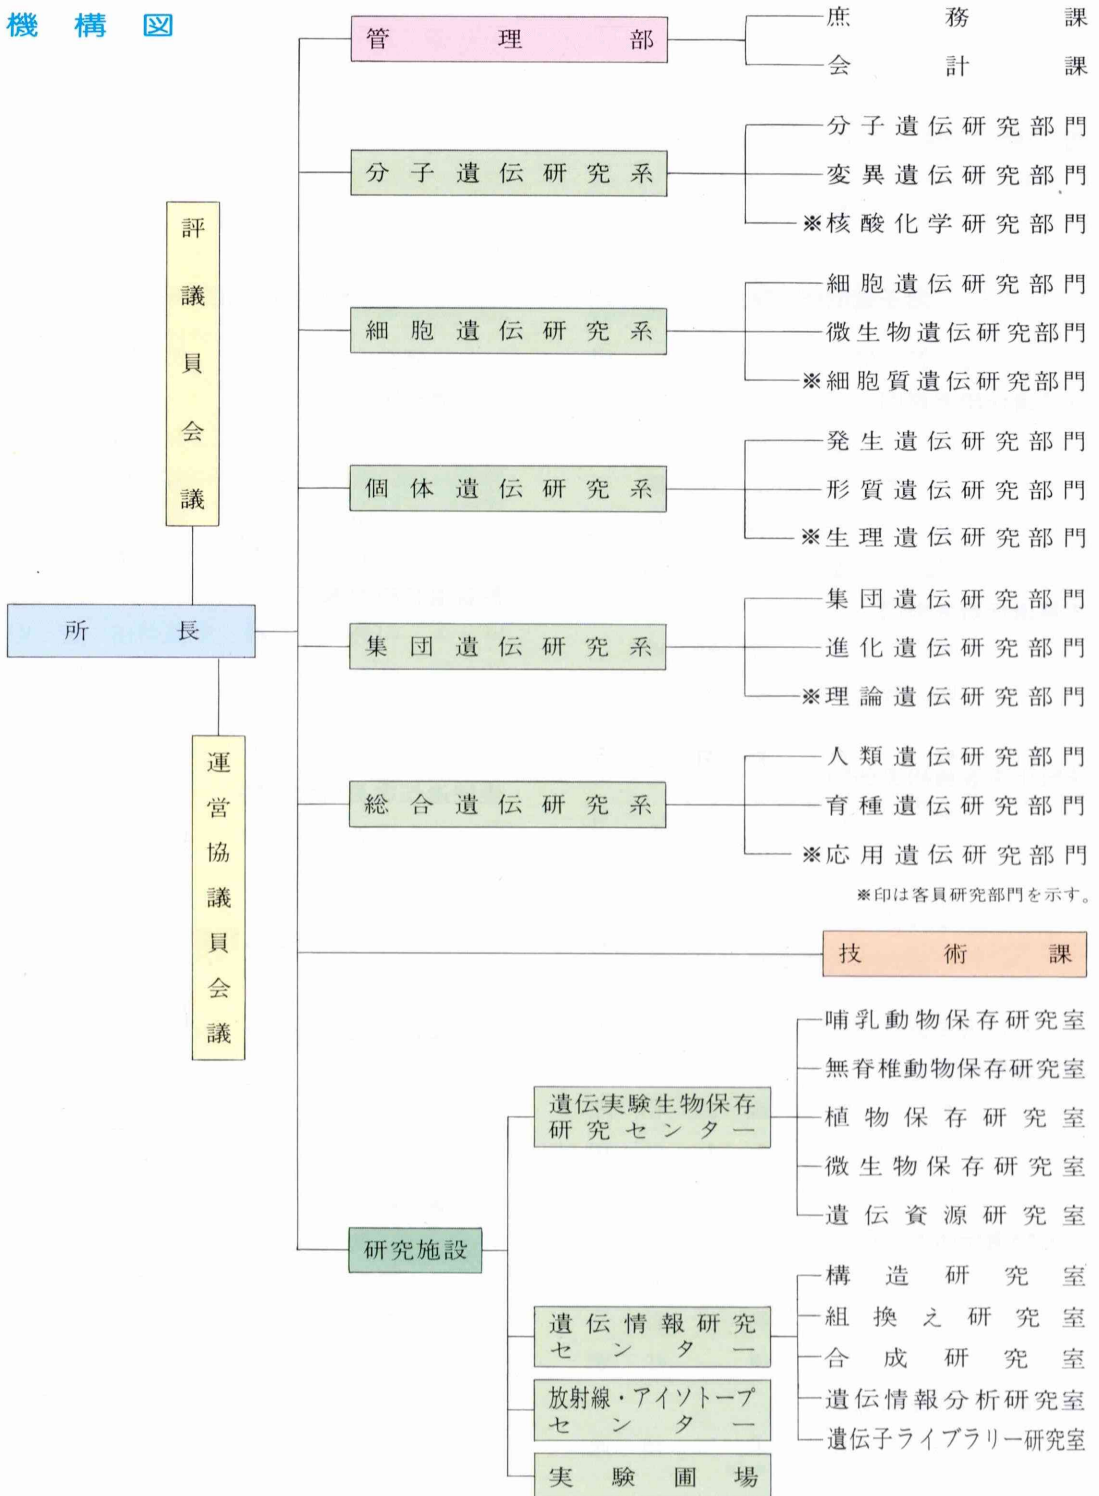 機構図
評議員会議
所長
運営協議員会議
管理部
庶務課
会計課
分子遺伝研究系
分子遺伝研究部門
変異遺伝研究部門
※核酸化学研究部門
細胞遺伝研究系
細胞遺伝研究部門
微生物遺伝研究部門
※細胞質遺伝研究部門
個体遺伝研究系
発生遺伝研究部門
形質遺伝研究部門
※生理遺伝研究部門
集団遺伝研究系
集団遺伝研究部門
進化遺伝研究部門
※理論遺伝研究部門
総合遺伝研究系
人類遺伝研究部門
育種遺伝研究部門
※応用遺伝研究部門
※印は客員研究部門を示す。
技術課
研究施設
遺伝実験生物保存
研究センター
哺乳動物保存研究室
無脊椎動物保存研究室
植物保存研究室
微生物保存研究室
遺伝資源研究室
遺伝情報研究
センター
構造研究室
組換え研究室
合成研究室
遺伝情報分析研究室
遺伝子ライブラリー研究室
放射線・アイソトープ
センター
実験圃場